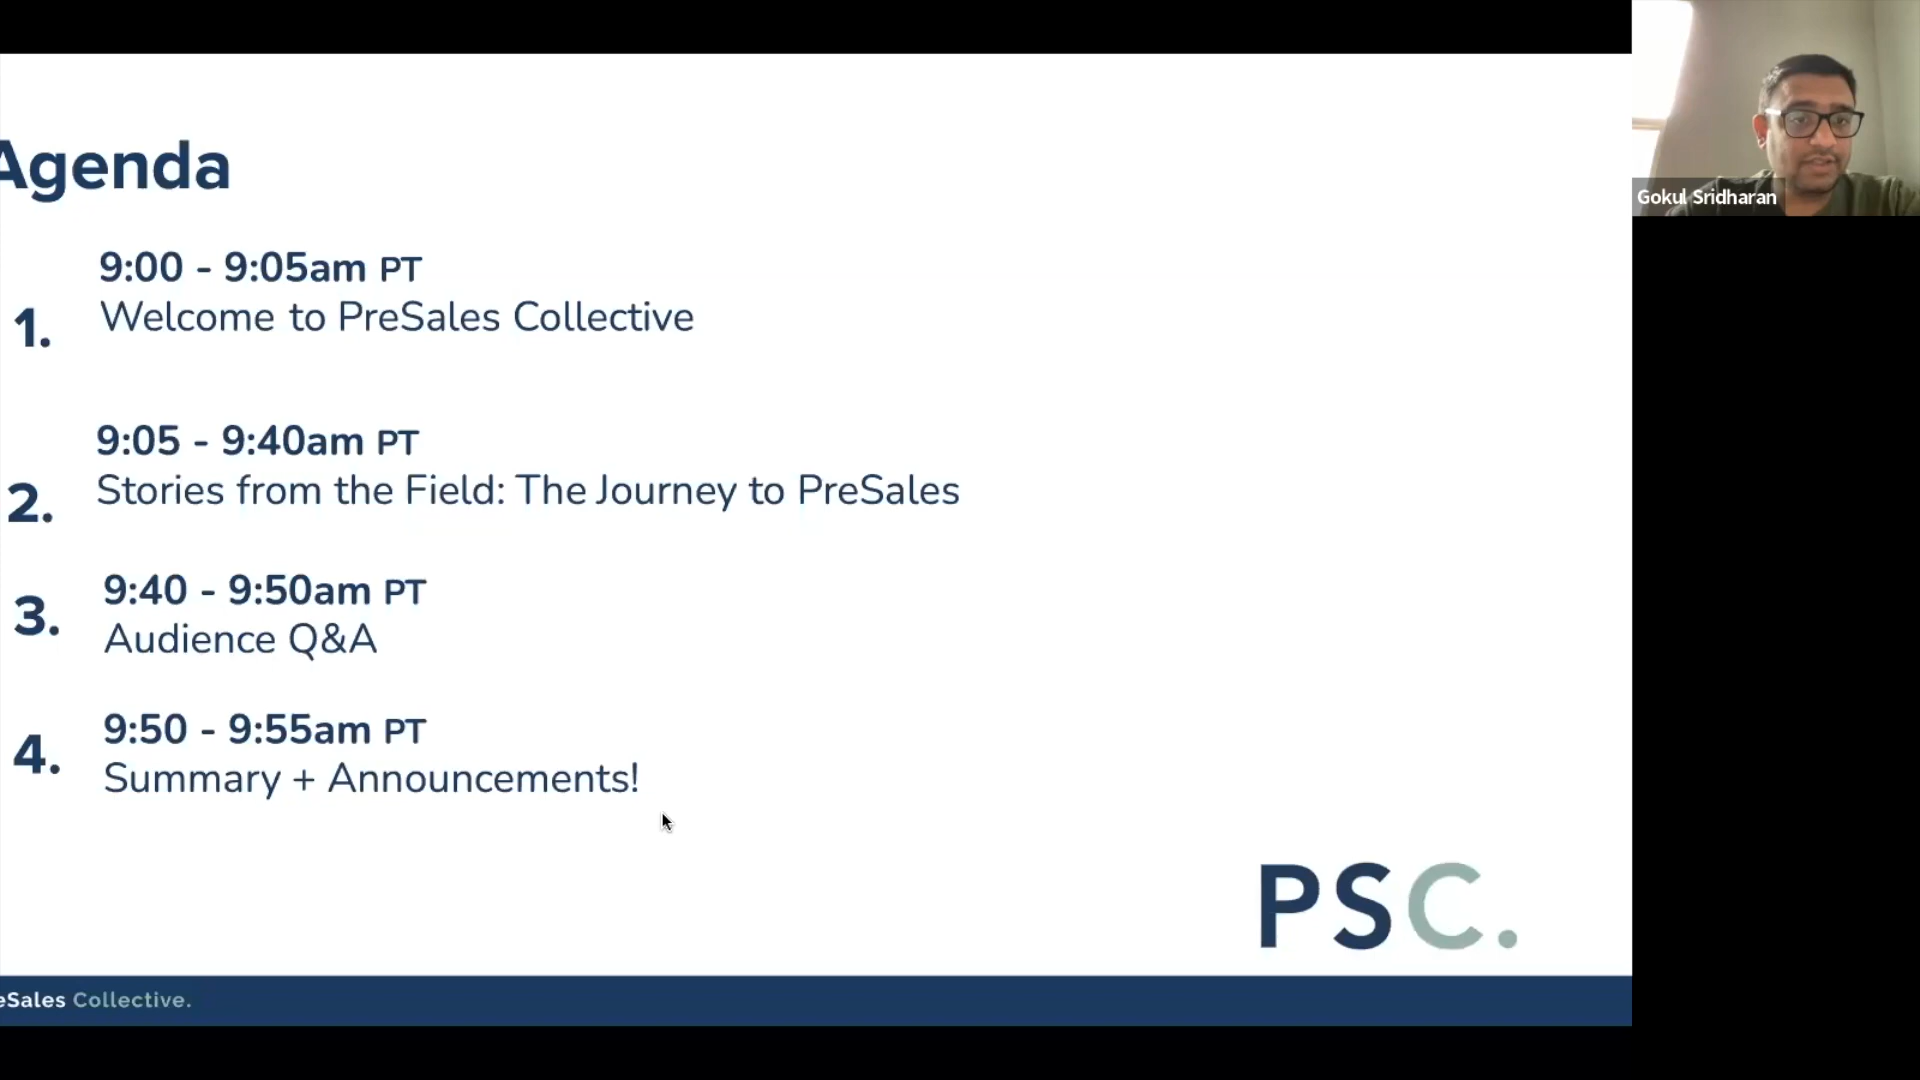 Agenda
1.
9:00 - 9:05am PT
Welcome to PreSales Collective
2.
9:05 - 9:40am PT
Stories from the Field: The Journey to PreSales
3.
9:40 - 9:50am PT
Audience Q&A
4.
9:50 - 9:55am PT
Summary + Announcements!
PSC.
eSales Collective.
Gokul Sridharan